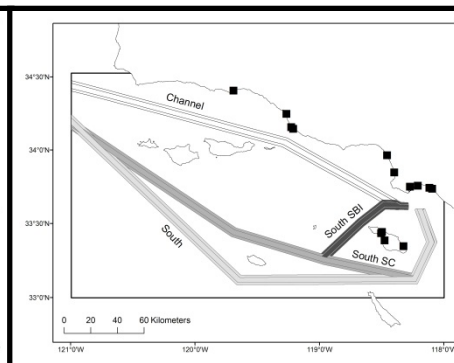 34°30'N
34°0'N
33°30'N
33°0'N
Channel
South SBI
South SC
South
0 20 40 60 Kilometers
121°0'W 120°0'W 119°0'W 118°0'W